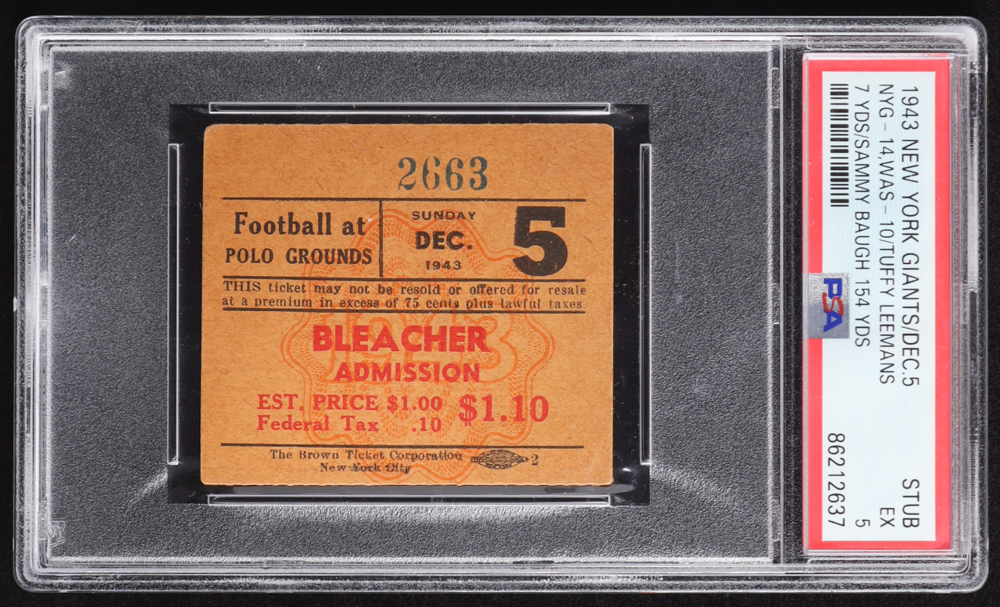 2663
Football at
POLO GROUNDS
SUNDAY
DEC.
1943
5
THIS ticket may not be resold or offered for resale
at a premium in excess of 75 cents plus lawful taxes
BLEACHER
ADMISSION
EST. PRICE $1.00
Federal Tax .10
$1.10
The Brown Ticket Corporation
New York City
2
1943 NEW YORK GIANTS/DEC.5
NYG - 14,WAS - 10/TUFFY LEEMANS
7 YDS/SAMMY BAUGH 154 YDS
PSA
STUB
EX
5
86212637